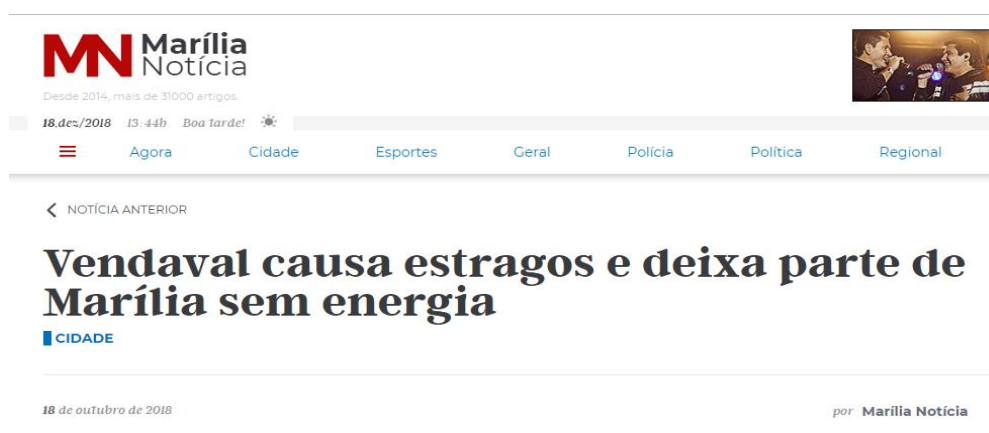 MN Marília
Notícia
Desde 2014, mais de 31000 artigos.
18.dez/2018 13:44h Boa tarde!
Agora Cidade Esportes Geral Polícia Política Regional
NOTÍCIA ANTERIOR
Vendaval causa estragos e deixa parte de
Marília sem energia
CIDADE
18 de outubro de 2018 por Marília Notícia